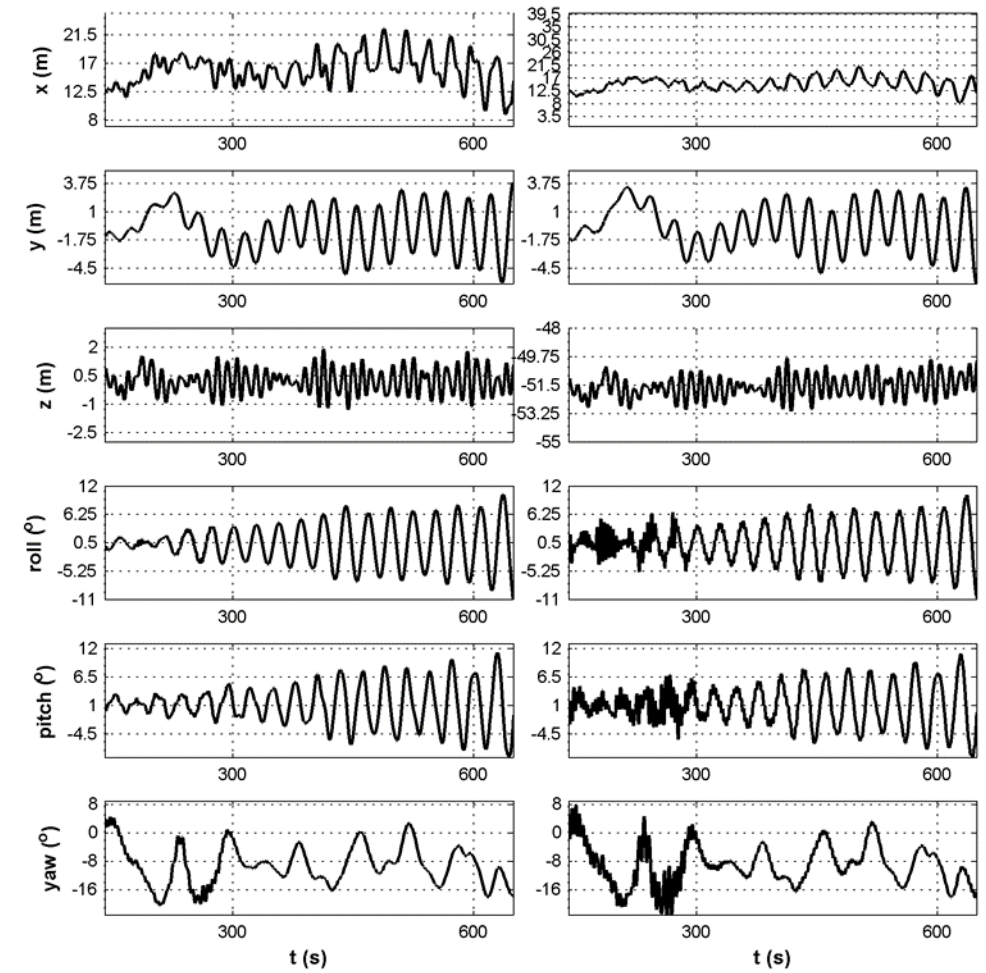 x (m) 21.5 17 12.5 8 300 600
39.5 35 30.5 26 21.5 17 12.5 8 3.5 300 600
y (m) 3.75 1 -1.75 -4.5 300 600
3.75 1 -1.75 -4.5 300 600
z (m) 2 0.5 -1 -2.5 300 600
-48 -49.75 -51.5 -53.25 -55 300 600
roll (º) 12 6.25 0.5 -5.25 -11 300 600
12 6.25 0.5 -5.25 -11 300 600
pitch (º) 12 6.5 1 -4.5 300 600
12 6.5 1 -4.5 300 600
yaw (º) 8 0 -8 -16 300 600
8 0 -8 -16 300 600
t (s) t (s)